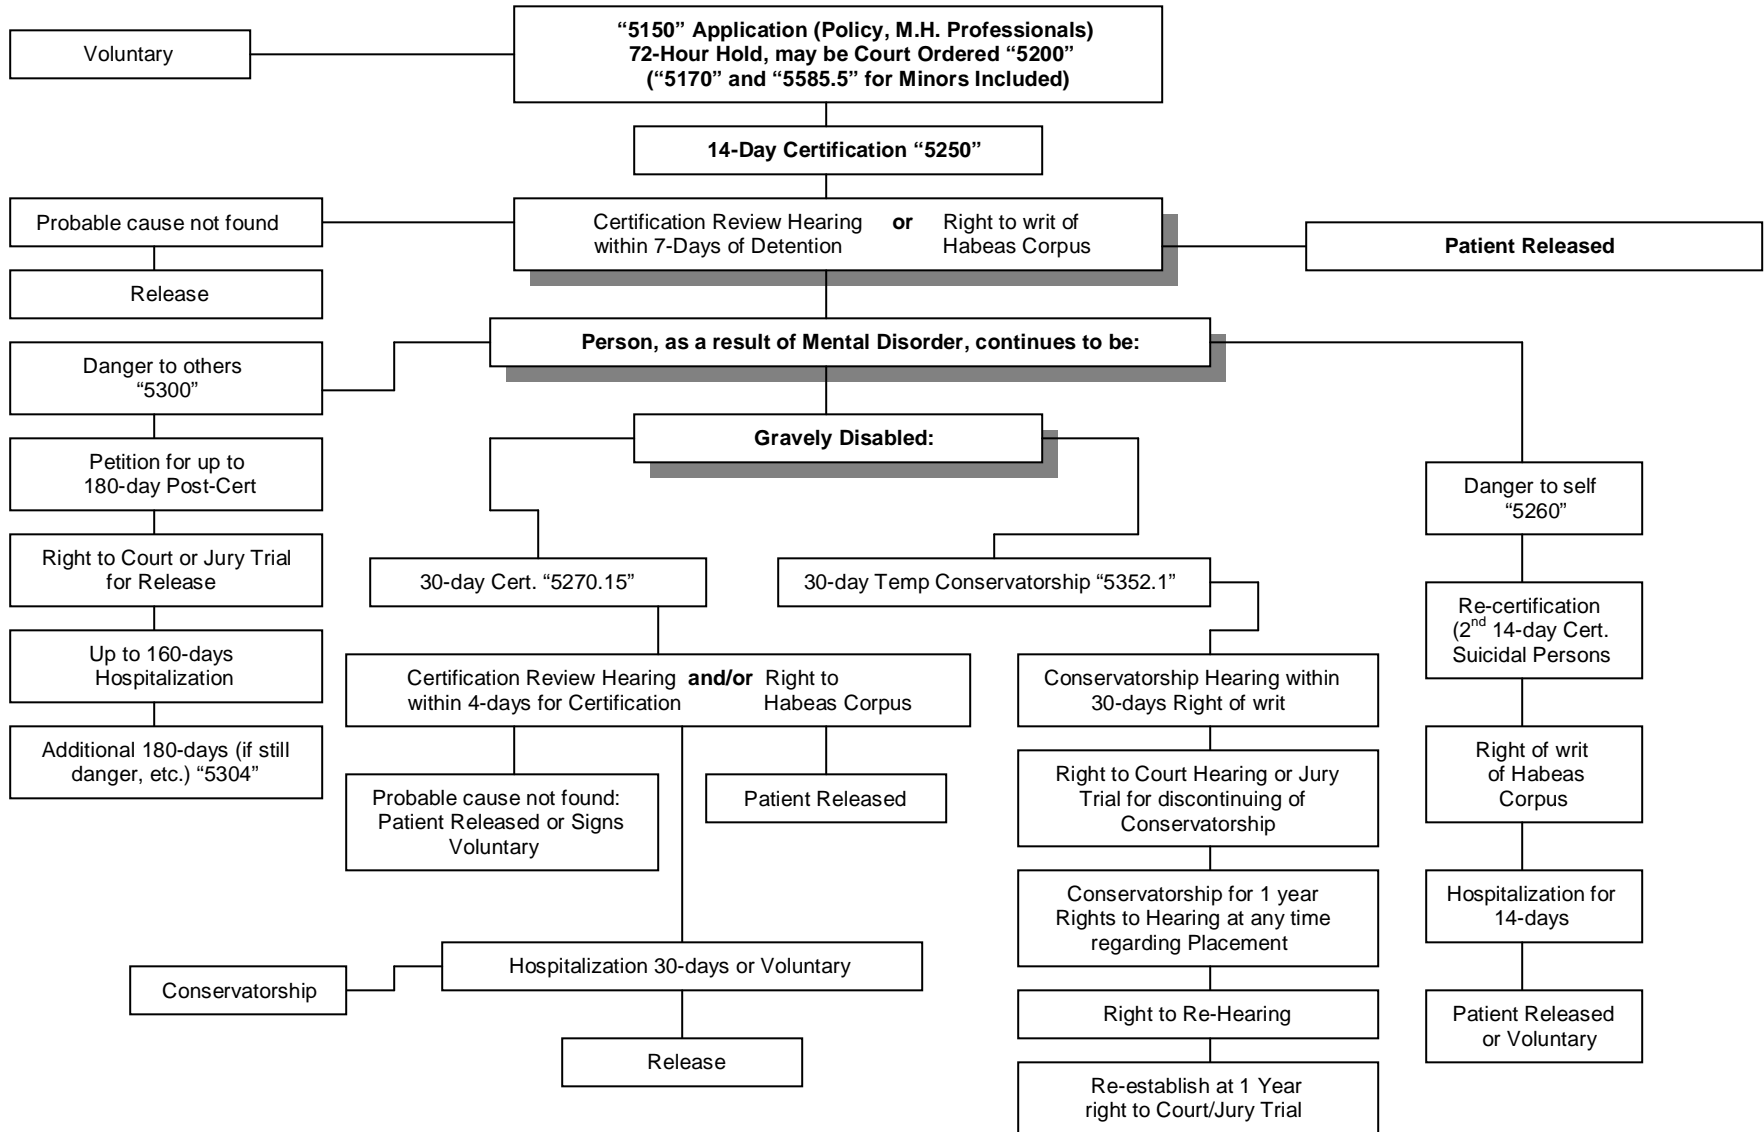 Voluntary
“5150” Application (Policy, M.H. Professionals)
72-Hour Hold, may be Court Ordered “5200”
(“5170” and “5585.5” for Minors Included)
14-Day Certification “5250”
Probable cause not found
Release
Certification Review Hearing or Right to writ of
within 7-Days of Detention Habeas Corpus
Patient Released
Person, as a result of Mental Disorder, continues to be:
Danger to others
“5300”
Petition for up to
180-day Post-Cert
Right to Court or Jury Trial
for Release
Up to 160-days
Hospitalization
Additional 180-days (if still
danger, etc.) “5304”
Gravely Disabled:
30-day Cert. “5270.15”
Certification Review Hearing and/or Right to
within 4-days for Certification Habeas Corpus
Probable cause not found:
Patient Released or Signs
Voluntary
Patient Released
Hospitalization 30-days or Voluntary
Conservatorship
Release
30-day Temp Conservatorship “5352.1”
Conservatorship Hearing within
30-days Right of writ
Right to Court Hearing or Jury
Trial for discontinuing of
Conservatorship
Conservatorship for 1 year
Rights to Hearing at any time
regarding Placement
Right to Re-Hearing
Re-establish at 1 Year
right to Court/Jury Trial
Danger to self
“5260”
Re-certification
(2nd 14-day Cert.
Suicidal Persons
Right of writ
of Habeas
Corpus
Hospitalization for
14-days
Patient Released
or Voluntary